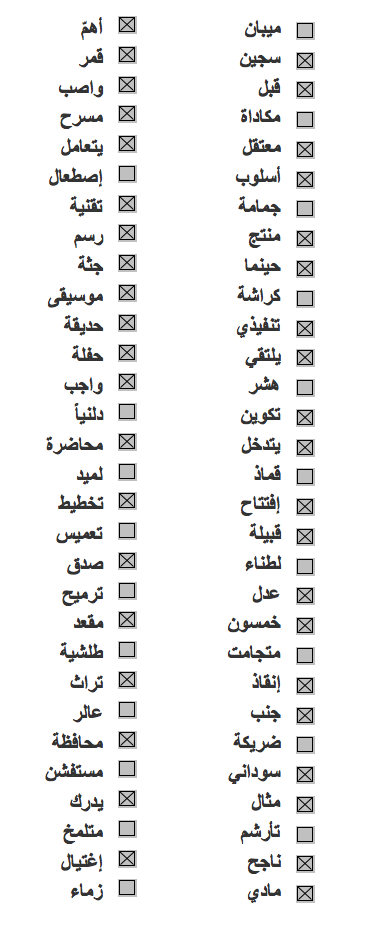 ميبان
سجين
قبل
مكاداة
معتقل
أسلوب
جمامة
منتج
حينما
كراشة
تنفيذي
يلتقي
هشر
تكوين
يتدخل
قماذ
إفتتاح
قبيلة
لطناء
عدل
خمسون
متجامت
إنقاذ
جنب
ضريكة
سوداني
مثال
تأرشم
ناجح
مادي
أهمّ
قمر
واصب
مسرح
يتعامل
إصطعال
تقنية
رسم
جثة
موسيقى
حديقة
حفلة
واجب
دلنياً
محاضرة
لميد
تخطيط
تعميس
صدق
ترميح
مقعد
طلشية
تراث
عالر
محافظة
مستفشن
يدرك
متلمخ
إغتيال
زماء